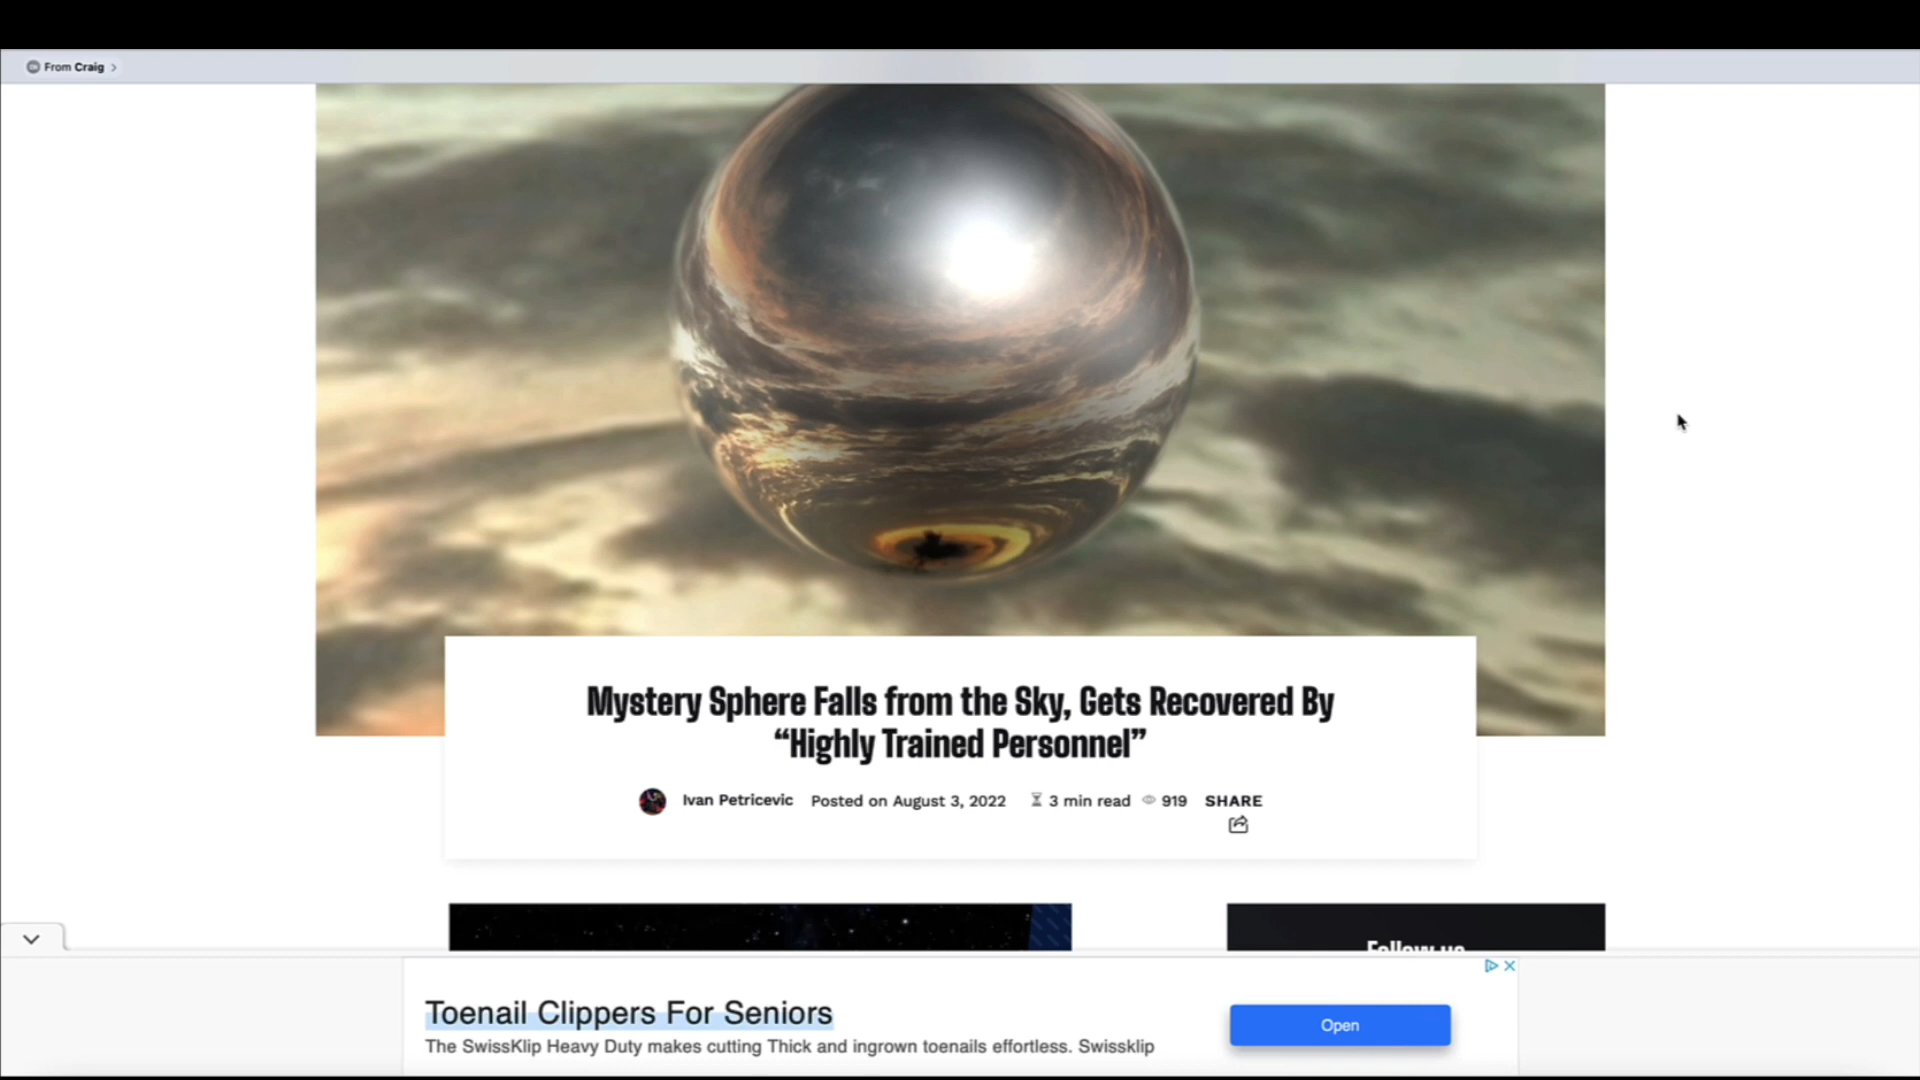 From Craig
Mystery Sphere Falls from the Sky, Gets Recovered By
“Highly Trained Personnel”
Ivan Petricevic Posted on August 3, 2022 3 min read 919 SHARE
Follow us
Toenail Clippers For Seniors
The SwissKlip Heavy Duty makes cutting Thick and ingrown toenails effortless. Swissklip
Open